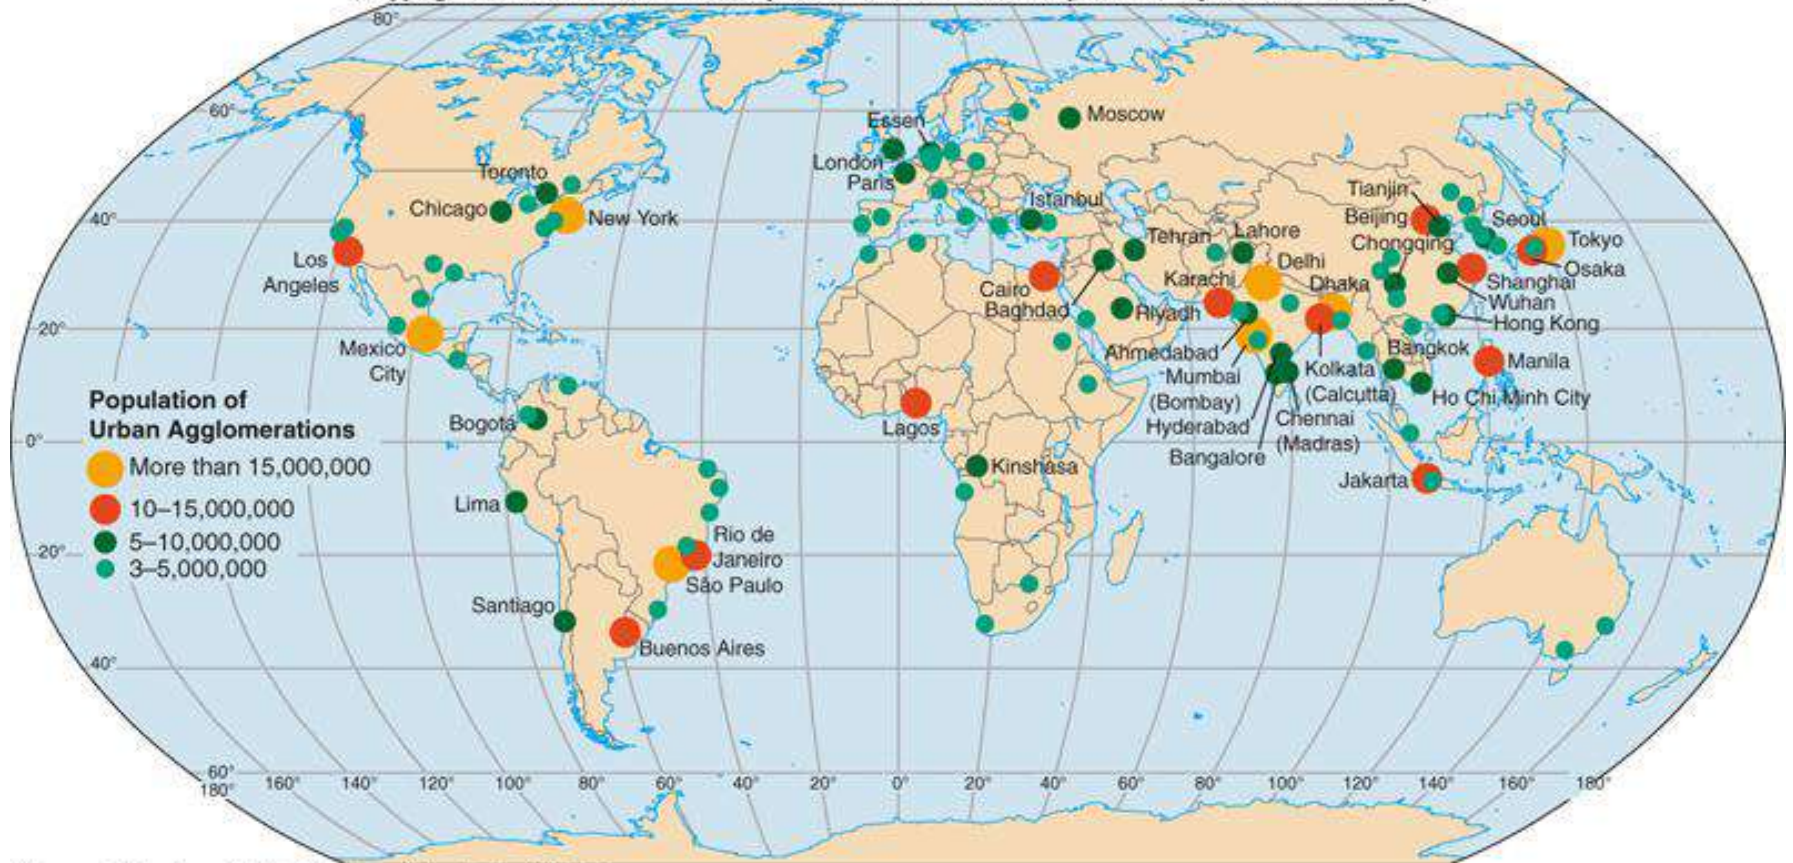 80°
60°
Moscow
Essen
London
Paris
Toronto
Chicago
New York
40°
Istanbul
Tianjin
Beijing
Seoul
Tokyo
Chongqing
Osaka
Los
Angeles
Tehran
Lahore
Delhi
Karachi
Dhaka
Shanghai
Cairo
Baghdad
Riyadh
Wuhan
Hong Kong
20°
Mexico
City
Ahmedabad
Mumbai
(Bombay)
Kolkata
(Calcutta)
Bangkok
Manila
Ho Chi Minh City
Hyderabad
Chennai
(Madras)
Bangalore
Bogotá
Lagos
Population of
Urban Agglomerations
More than 15,000,000
10–15,000,000
5–10,000,000
3–5,000,000
0°
Kinshasa
Jakarta
Lima
Rio de
Janeiro
São Paulo
20°
Santiago
Buenos Aires
40°
60°
180°
160°
140°
120°
100°
80°
60°
40°
20°
0°
20°
40°
60°
80°
100°
120°
140°
160°
180°